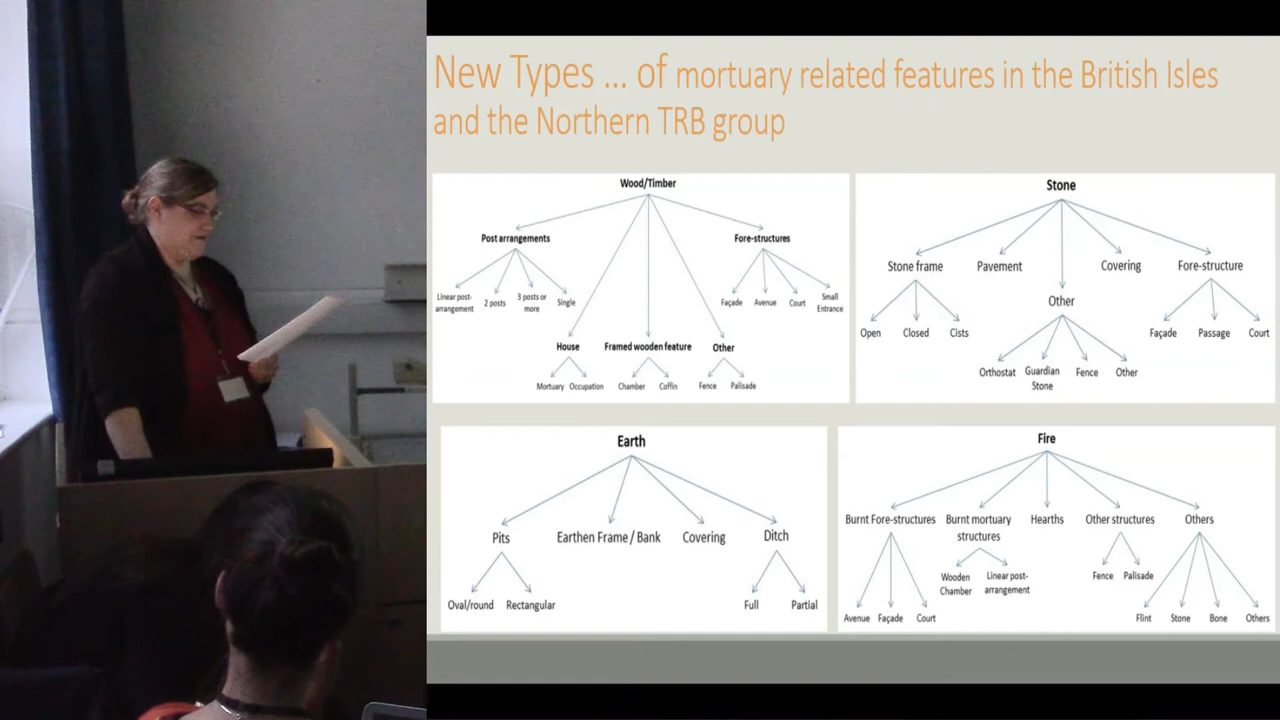 New Types ... of mortuary related features in the British Isles
and the Northern TRB group
Wood/Timber
Post arrangements
Fore-structures
Linear post-
arrangement
2 posts
3 posts or
more
Single
Façade
Avenue
Court
Small
Entrance
House
Framed wooden feature
Other
Mortuary
Occupation
Chamber
Coffin
Fence
Palisade
Stone
Stone frame
Pavement
Covering
Fore-structure
Other
Open
Closed
Cists
Façade
Passage
Court
Orthostat
Guardian
Stone
Fence
Other
Earth
Pits
Earthen Frame / Bank
Covering
Ditch
Oval/round
Rectangular
Full
Partial
Fire
Burnt Fore-structures
Burnt mortuary
structures
Hearths
Other structures
Others
Wooden
Chamber
Linear post-
arrangement
Fence
Palisade
Avenue
Façade
Court
Flint
Stone
Bone
Others